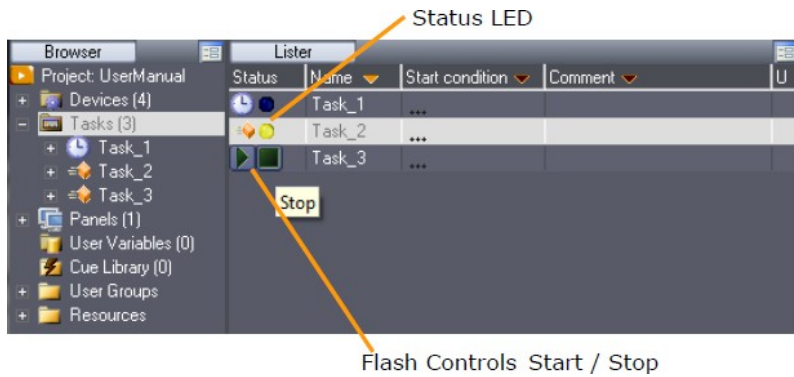 Status LED
Browser
Lister
Project: UserManual
Status Name Start condition Comment U
Devices (4)
Task_1 ...
Tasks (3)
Task_2 ...
Task_1
Task_3 ...
Task_2
Task_3
Stop
Panels (1)
User Variables (0)
Cue Library (0)
User Groups
Resources
Flash Controls Start / Stop